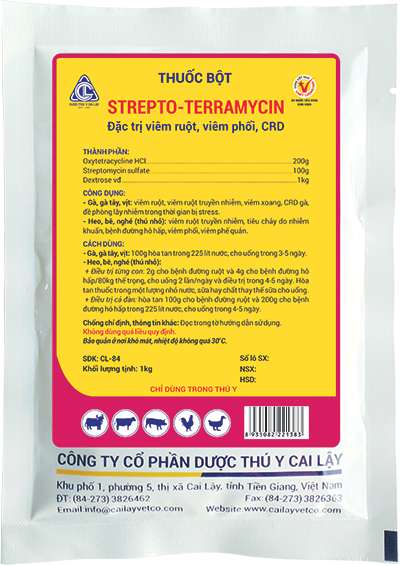 DƯỢC THÚ Y CAI LẬY
THUỐC BỘT
STREPTO-TERRAMYCIN
Đặc trị viêm ruột, viêm phổi, CRD
THÀNH PHẦN:
Oxytetracycline HCl 200g
Streptomycin sulfate 100g
Dextrose vđ 1kg
CÔNG DỤNG:
- Gà, gà tây, vịt: viêm ruột, viêm ruột truyền nhiễm, viêm xoang, CRD gà,
đề phòng lây nhiễm trong thời gian bị stress.
- Heo, bê, nghé (thú nhỏ): viêm ruột truyền nhiễm, tiêu chảy do nhiễm
khuẩn, bệnh đường hô hấp, viêm phổi, viêm phế quản.
CÁCH DÙNG:
- Gà, gà tây, vịt: 100g hòa tan trong 225 lít nước, cho uống trong 3-5 ngày.
- Heo, bê, nghé (thú nhỏ):
+ Điều trị từng con: 2g cho bệnh đường ruột và 4g cho bệnh đường hô
hấp/80kg thể trọng, cho uống 2 lần/ngày và điều trị trong 4-5 ngày. Hòa
tan thuốc trong một lượng nhỏ nước, sữa hay chất thay thế sữa cho uống.
+ Điều trị cả đàn: hòa tan 100g cho bệnh đường ruột và 200g cho bệnh
đường hô hấp trong 225 lít nước, cho uống trong 4-5 ngày.
Chống chỉ định, thông tin khác: Đọc trong tờ hướng dẫn sử dụng.
Không dùng quá liều quy định.
Bảo quản ở nơi khô mát, nhiệt độ không quá 30°C.
SĐK: CL-84 Số lô SX:
Khối lượng tịnh: 1kg NSX:
HSD:
CHỈ DÙNG TRONG THÚ Y
8 935082 221383
CÔNG TY CỔ PHẦN DƯỢC THÚ Y CAI LẬY
Khu phố 1, phường 5, thị xã Cai Lậy, tỉnh Tiền Giang, Việt Nam
ĐT: (84-273) 3826462 Fax: (84-273) 3826363
Email:info@cailayvetco.com Website:www.cailayvetco.com